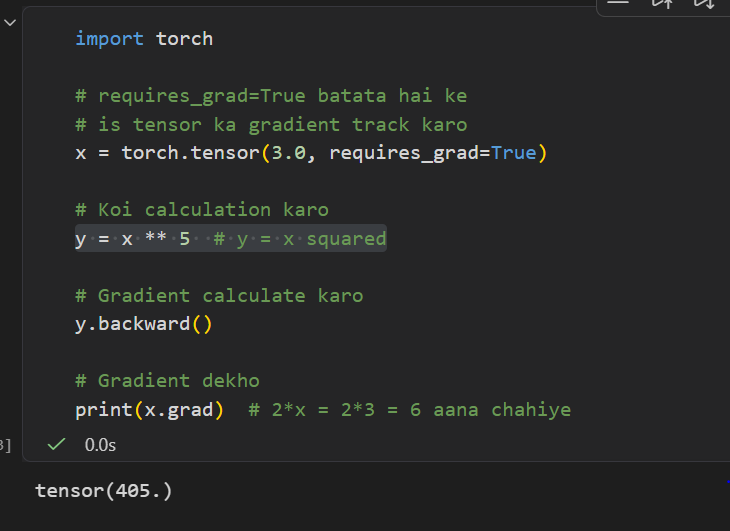 import torch
# requires_grad=True batata hai ke
# is tensor ka gradient track karo
x = torch.tensor(3.0, requires_grad=True)
# Koi calculation karo
y = x ** 5  # y = x squared
# Gradient calculate karo
y.backward()
# Gradient dekho
print(x.grad)  # 2*x = 2*3 = 6 aana chahiye
0.0s
tensor(405.)